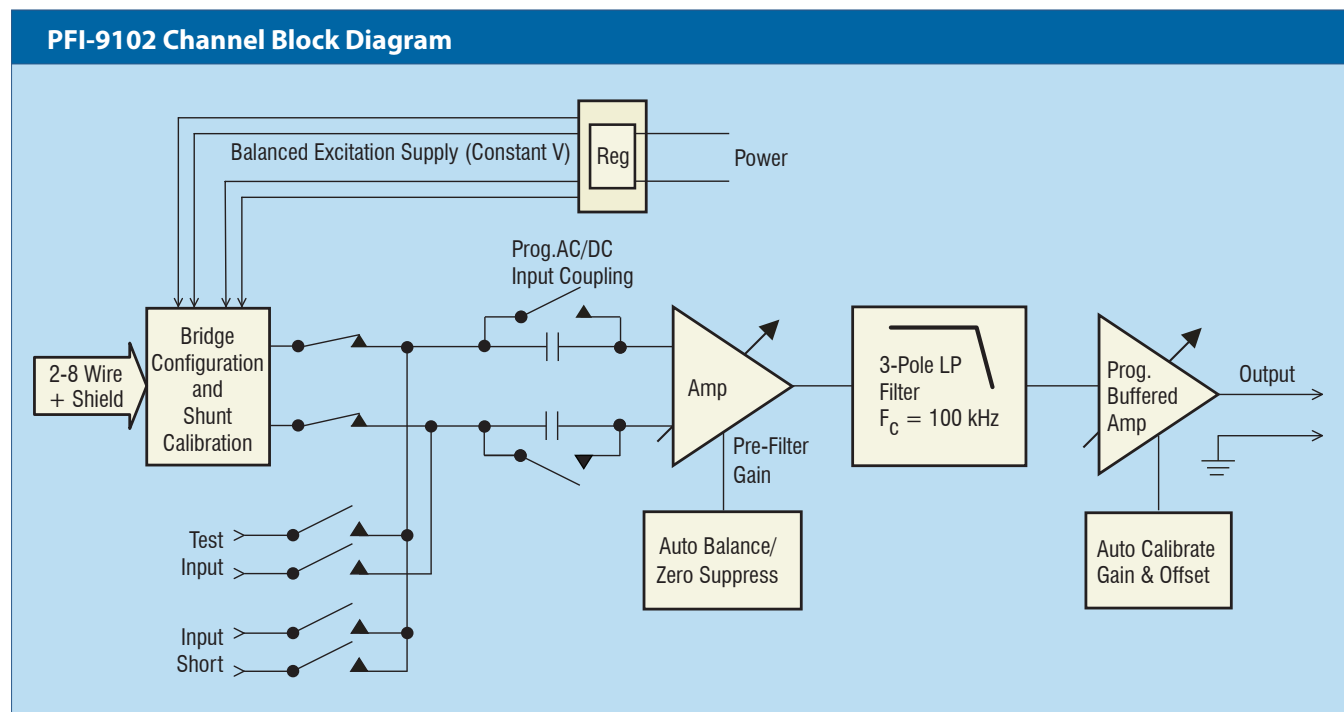 PFI-9102 Channel Block Diagram
Balanced Excitation Supply (Constant V)
Reg
Power
Prog.AC/DC
Input Coupling
2-8 Wire
+ Shield
Bridge
Configuration
and
Shunt
Calibration
Amp
Pre-Filter
Gain
3-Pole LP
Filter
FC = 100 kHz
Prog.
Buffered
Amp
Output
Test
Input
Input
Short
Auto Balance/
Zero Suppress
Auto Calibrate
Gain & Offset